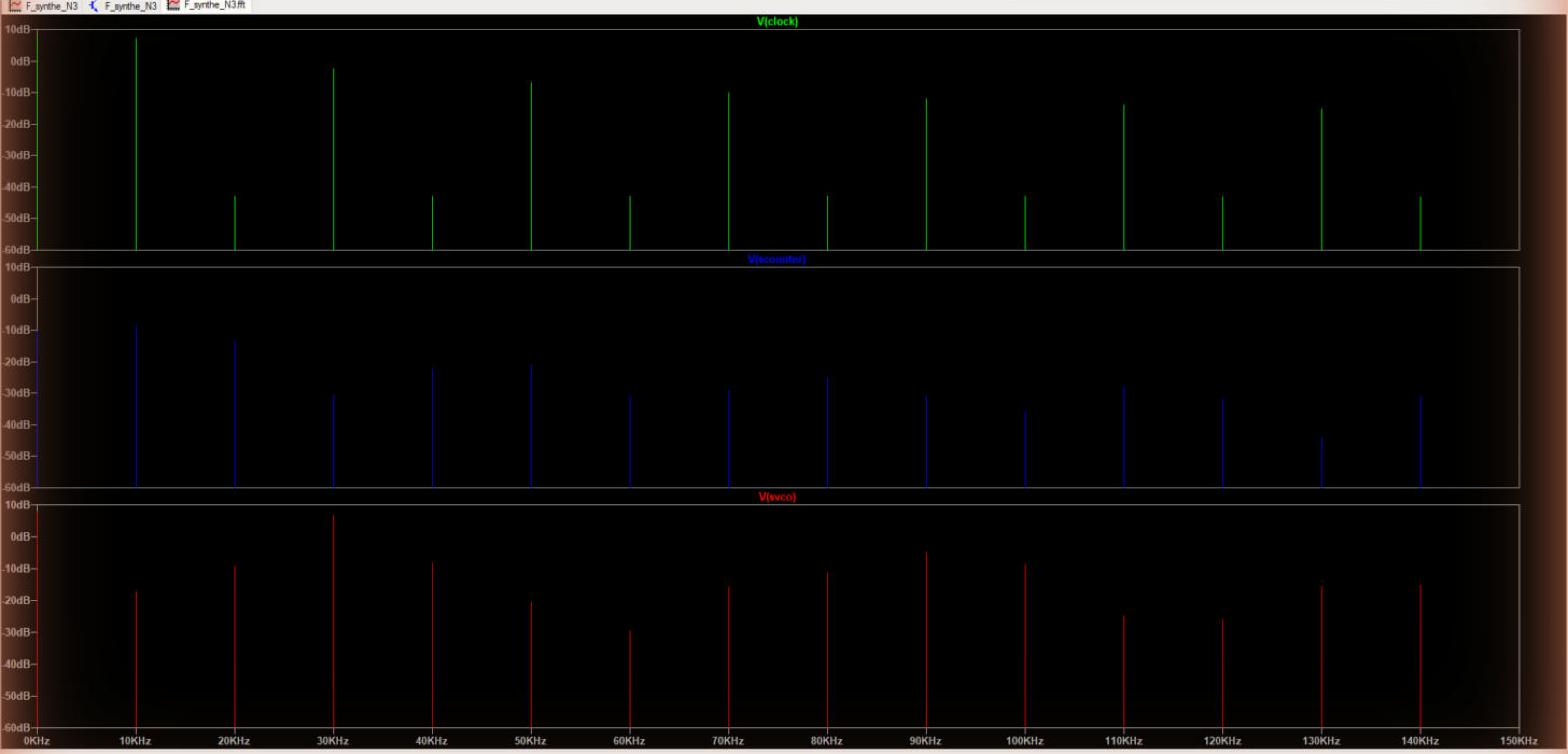 F_synthe_N3 F_synthe_N3 F_synthe_N3.fft
V(clock)
10dB
0dB
-10dB
-20dB
-30dB
-40dB
-50dB
-60dB
V(scounter)
10dB
0dB
-10dB
-20dB
-30dB
-40dB
-50dB
-60dB
V(svco)
10dB
0dB
-10dB
-20dB
-30dB
-40dB
-50dB
-60dB
0KHz 10KHz 20KHz 30KHz 40KHz 50KHz 60KHz 70KHz 80KHz 90KHz 100KHz 110KHz 120KHz 130KHz 140KHz 150KHz